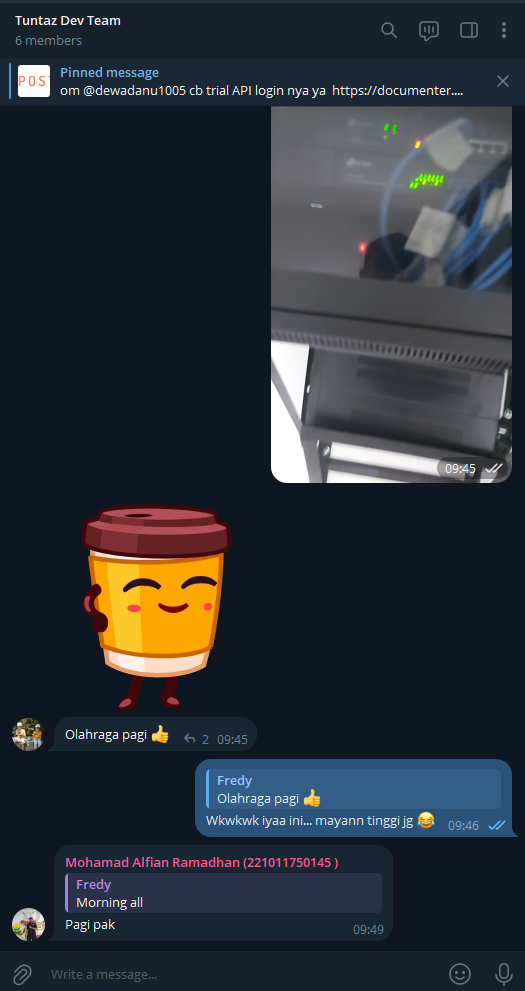 Tuntaz Dev Team
6 members
POST
Pinned message
om @dewadanu1005 cb trial API login nya ya https://documenter....
09:45
Olahraga pagi 👍
2 09:45
Fredy
Olahraga pagi 👍
Wkwkwk iyaa ini... mayann tinggi jg 😂
09:46
Mohamad Alfian Ramadhan (221011750145 )
Fredy
Morning all
Pagi pak
09:49
Write a message...